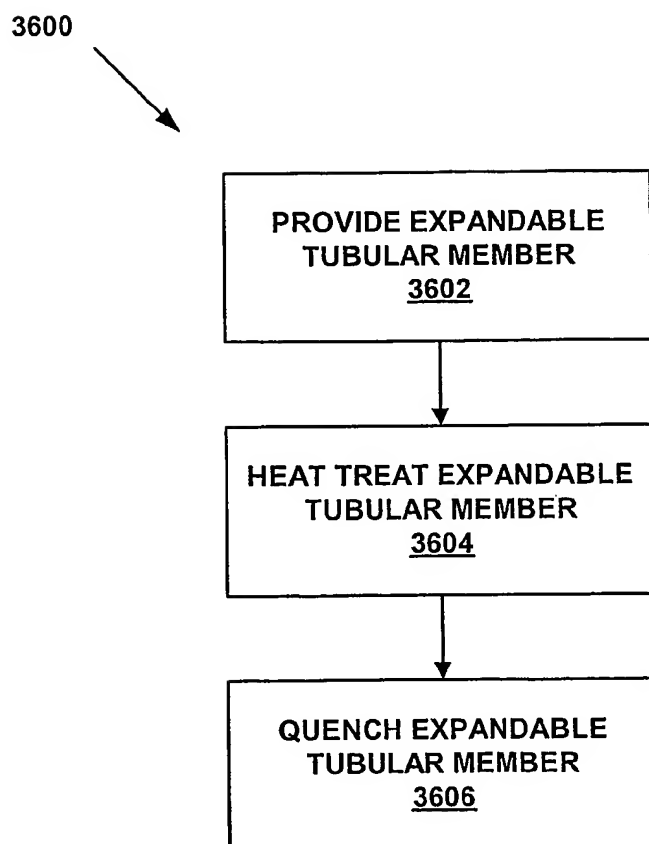 3600
PROVIDE EXPANDABLE
TUBULAR MEMBER
3602
HEAT TREAT EXPANDABLE
TUBULAR MEMBER
3604
QUENCH EXPANDABLE
TUBULAR MEMBER
3606